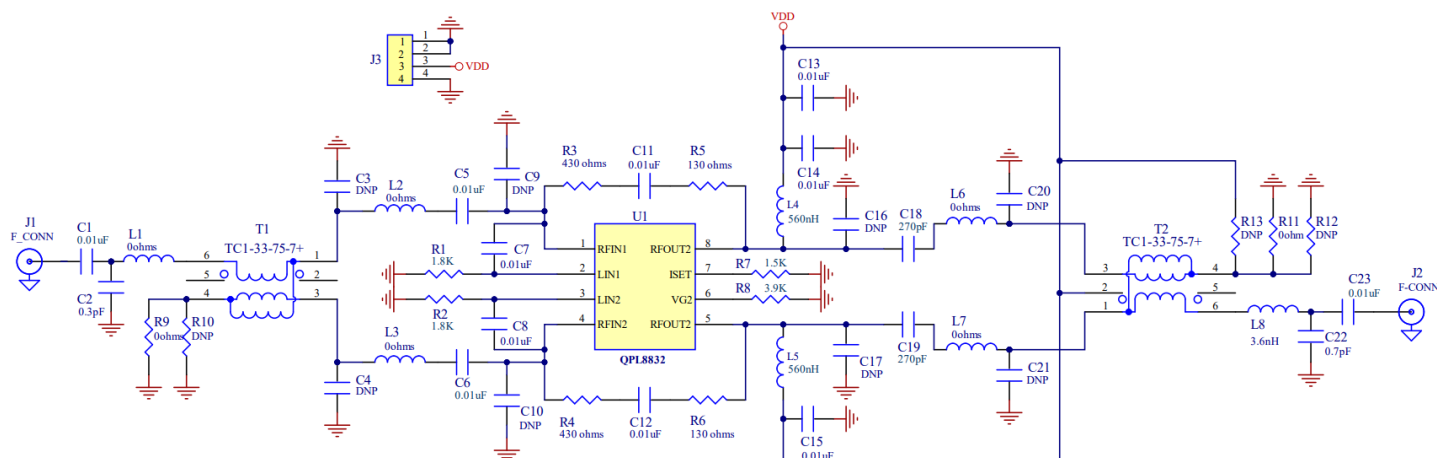 VDD
J3
1
2
3
4
1
2
3
4
VDD
C13
0.01uF
C14
0.01uF
R3
430 ohms
C11
0.01uF
R5
130 ohms
C3
DNP
L2
0ohms
C5
0.01uF
C9
DNP
L4
560nH
C16
DNP
C18
270pF
L6
0ohms
C20
DNP
J1
F_CONN
C1
0.01uF
L1
0ohms
T1
TC1-33-75-7+
6
5
4
1
2
3
C2
0.3pF
R9
0ohms
R10
DNP
R1
1.8K
R2
1.8K
C7
0.01uF
C8
0.01uF
U1
1
2
3
4
RFIN1
LIN1
LIN2
RFIN2
RFOUT2
ISET
VG2
RFOUT2
8
7
6
5
QPL8832
R7
1.5K
R8
3.9K
R13
DNP
R11
0ohm
R12
DNP
T2
TC1-33-75-7+
3
2
1
4
5
6
C23
0.01uF
J2
F-CONN
L8
3.6nH
C22
0.7pF
L3
0ohms
C6
0.01uF
C4
DNP
C10
DNP
L5
560nH
C17
DNP
C19
270pF
L7
0ohms
C21
DNP
R4
430 ohms
C12
0.01uF
R6
130 ohms
C15
0.01uF